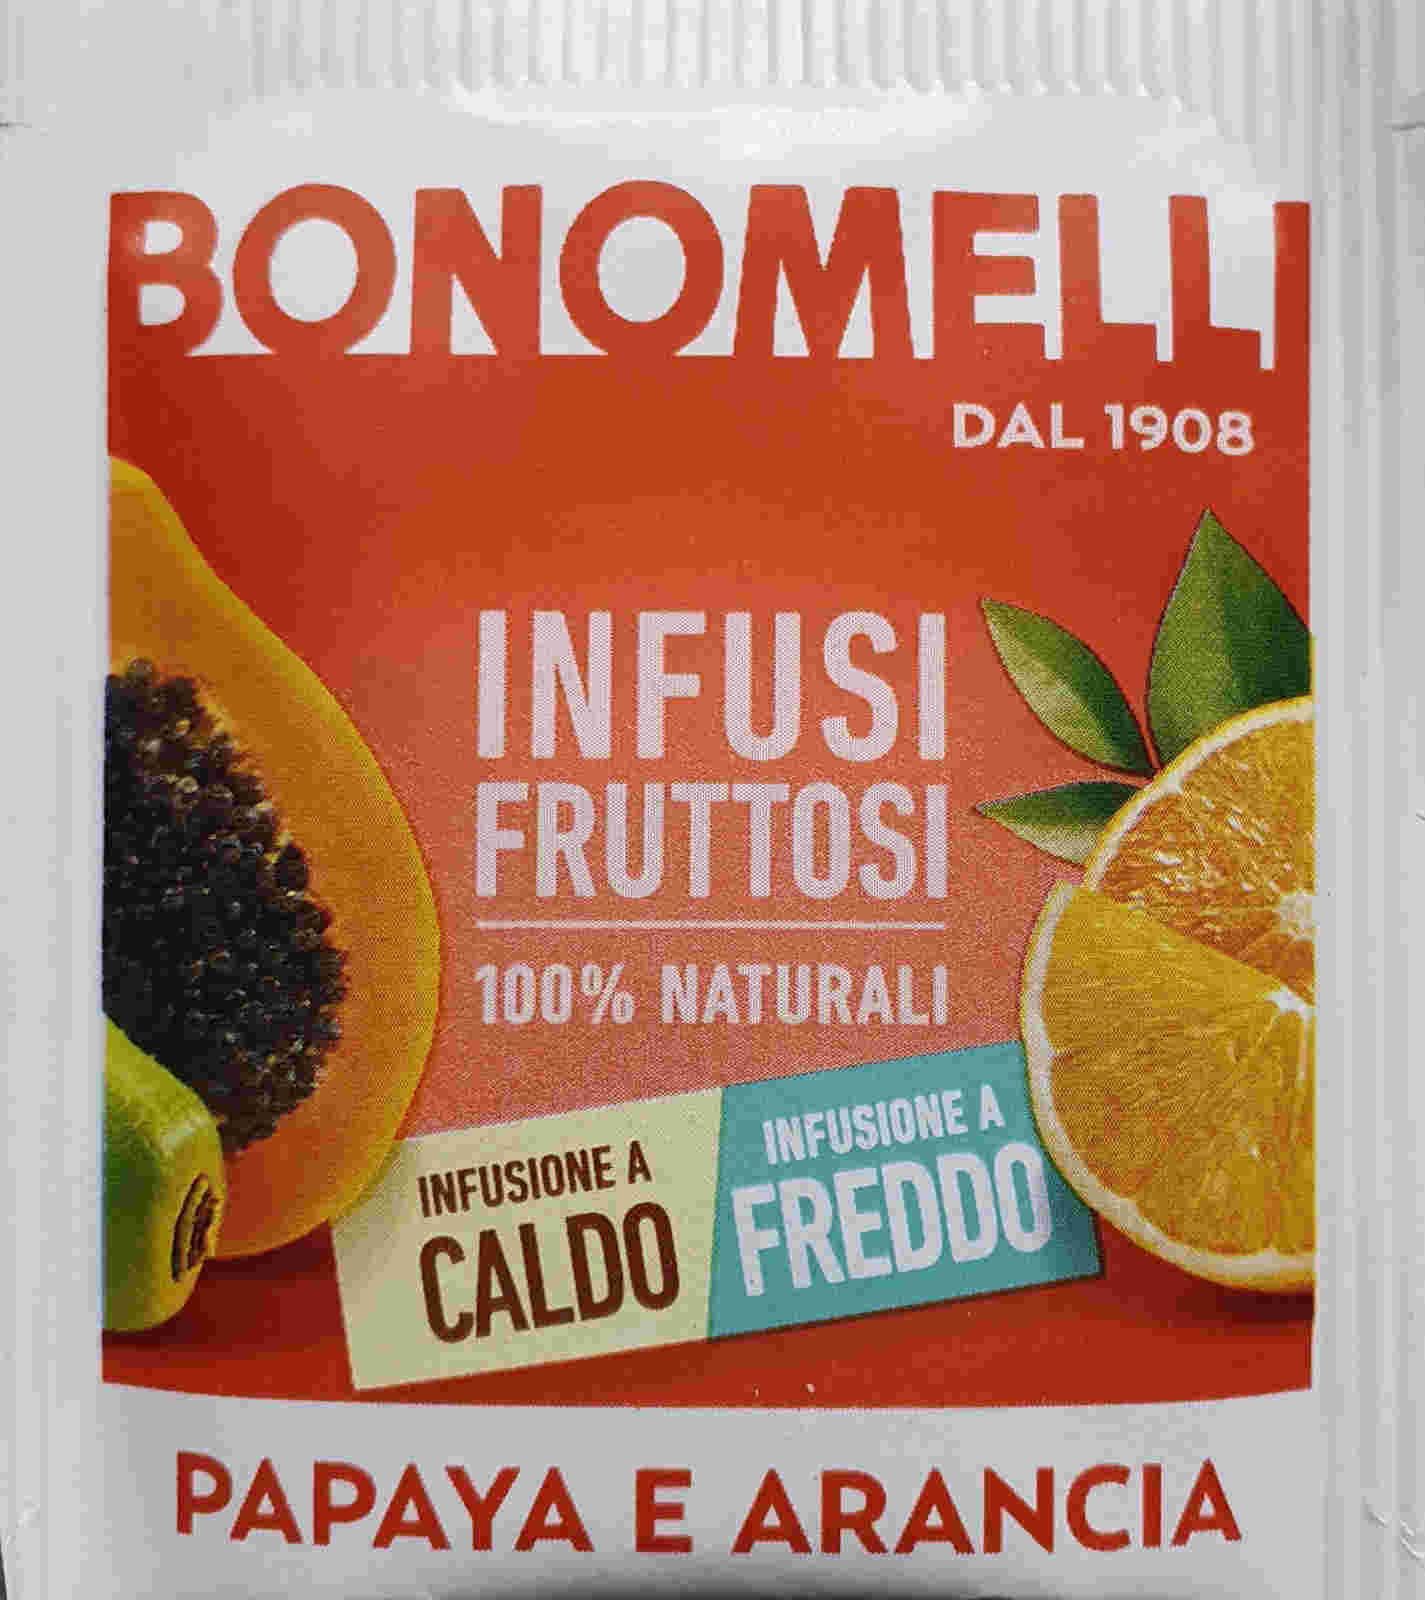 BONOMELLI
DAL 1908
INFUSI
FRUTTOSI
100% NATURALI
INFUSIONE A
CALDO
INFUSIONE A
FREDDO
PAPAYA E ARANCIA